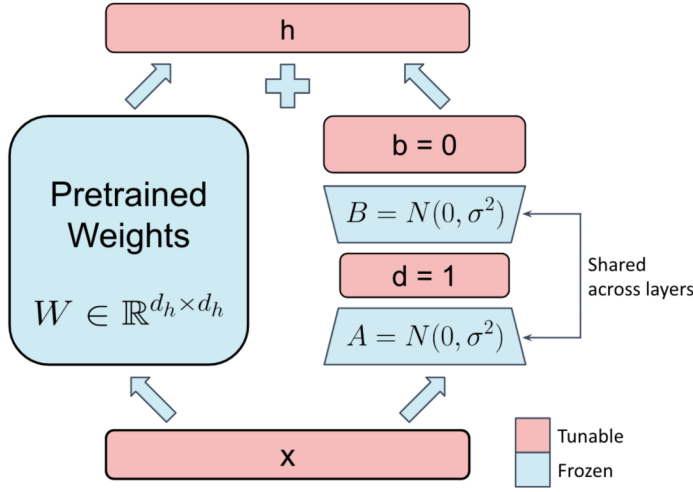 h
b = 0
Pretrained
Weights
W ∈ ℝ^{d_h×d_h}
B = N(0, σ²)
d = 1
Shared
across layers
A = N(0, σ²)
x
Tunable
Frozen